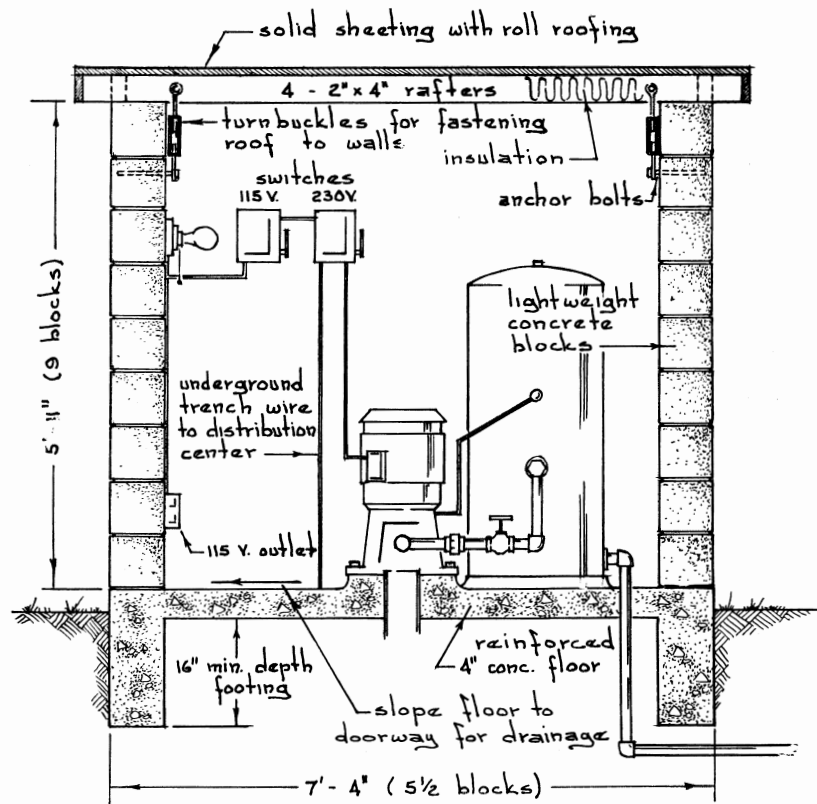 solid sheeting with roll roofing
4 - 2"x 4" rafters
turnbuckles for fastening
roof to walls
insulation
anchor bolts
switches
115 V. 230V.
lightweight
concrete
blocks
5'-11" (9 blocks)
underground
trench wire
to distribution
center
115 V. outlet
reinforced
4" conc. floor
16" min. depth
footing
slope floor to
doorway for drainage
7'- 4" ( 5½ blocks)